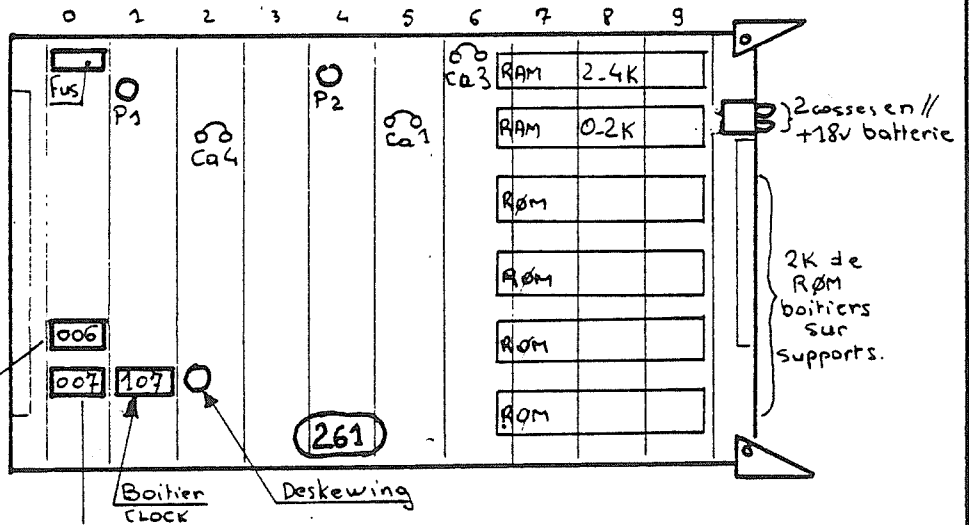 0 1 2 3 4 5 6 7 8 9
Fus
P1
Ca4
P2
Ca1
Ca3
RAM 2-4K
RAM 0-2K
RØM
RØM
RØM
RØM
2 cosses en //
+18v batterie
2K de
RØM
boitiers
sur
supports.
006
007
107
261
Boitier
CLOCK
Deskewing